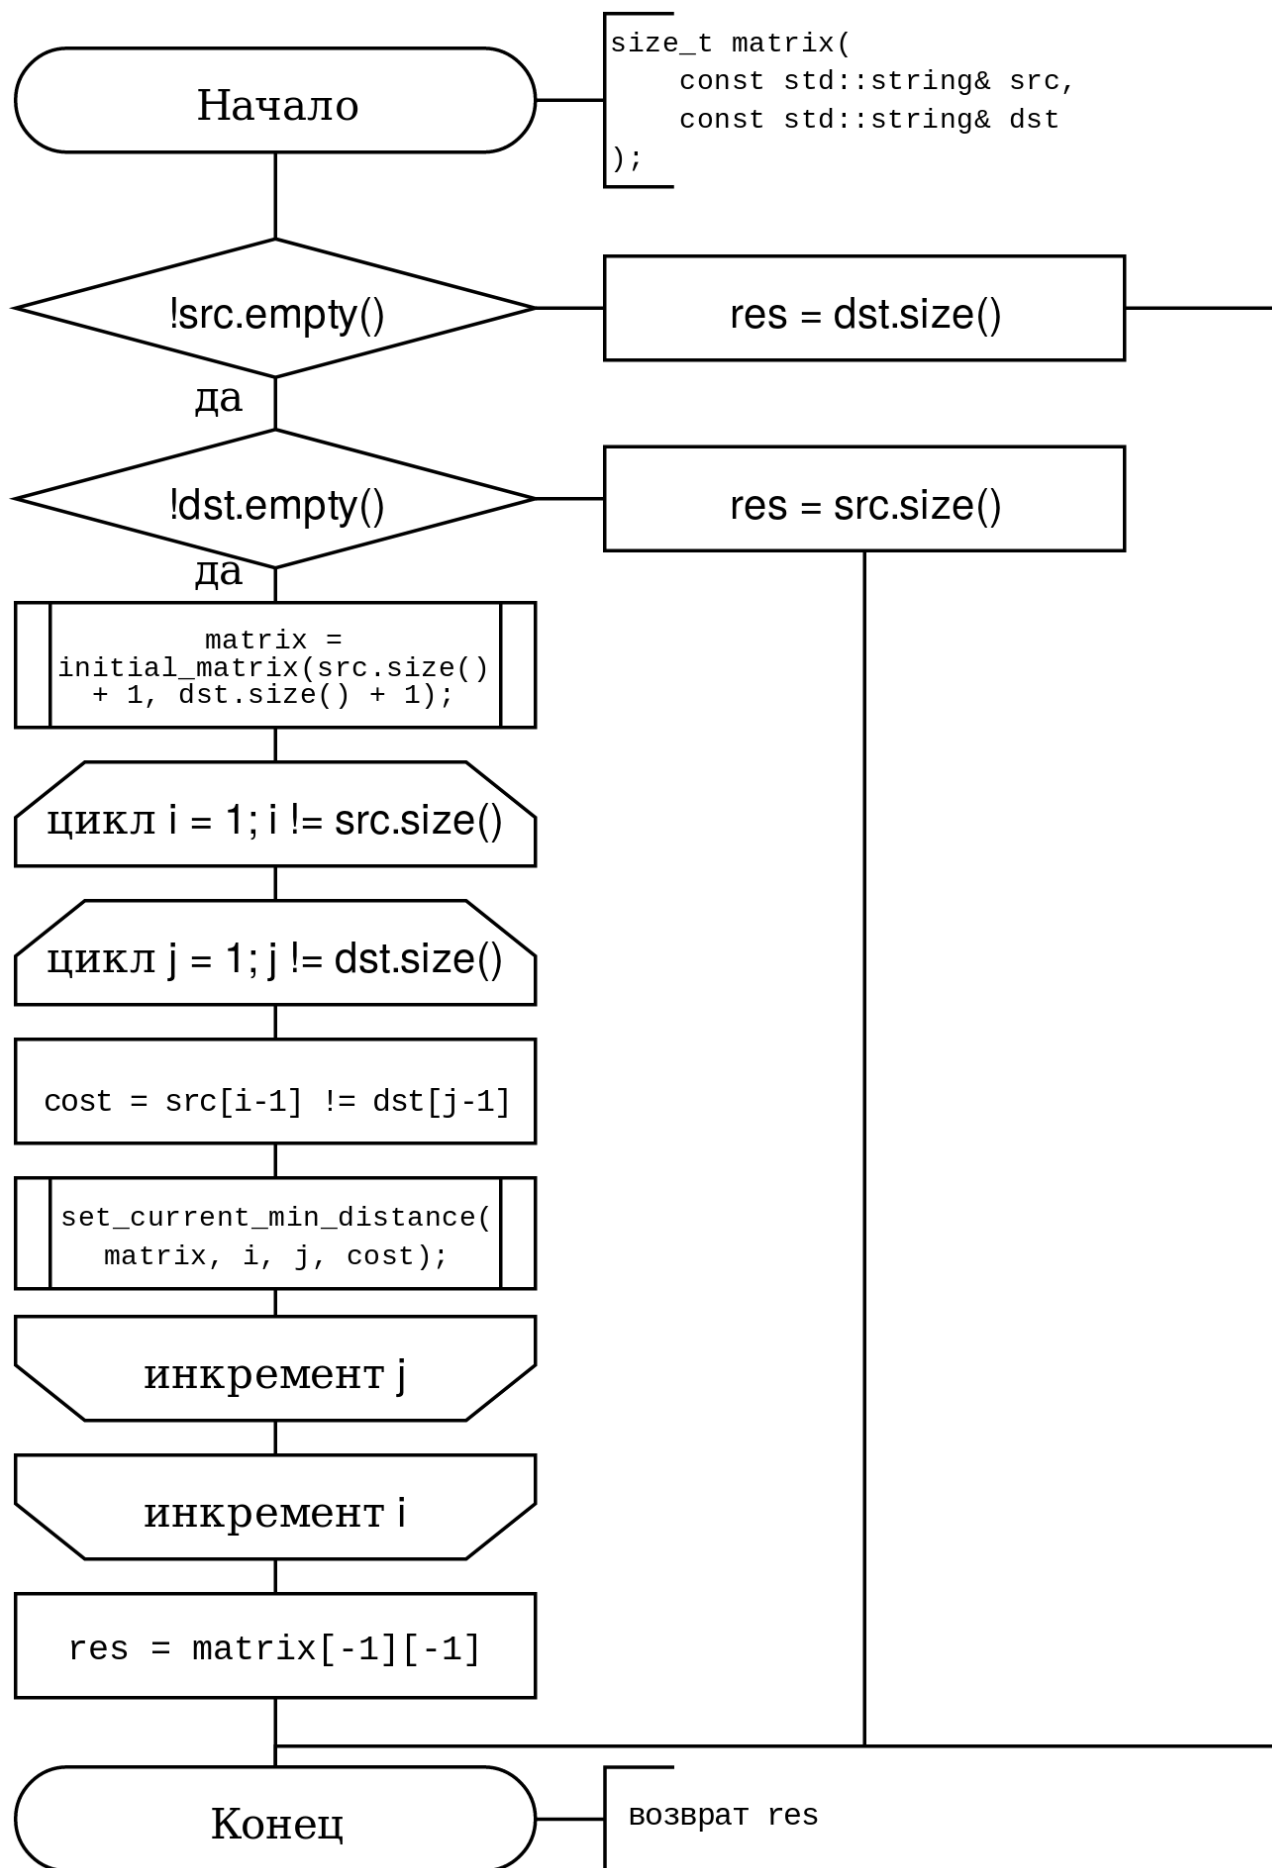 Начало
size_t matrix(
const std::string& src,
const std::string& dst
);
!src.empty()
res = dst.size()
да
!dst.empty()
res = src.size()
да
matrix =
initial_matrix(src.size()
+ 1, dst.size() + 1);
цикл i = 1; i != src.size()
цикл j = 1; j != dst.size()
cost = src[i-1] != dst[j-1]
set_current_min_distance(
matrix, i, j, cost);
инкремент j
инкремент i
res = matrix[-1][-1]
Конец
возврат res